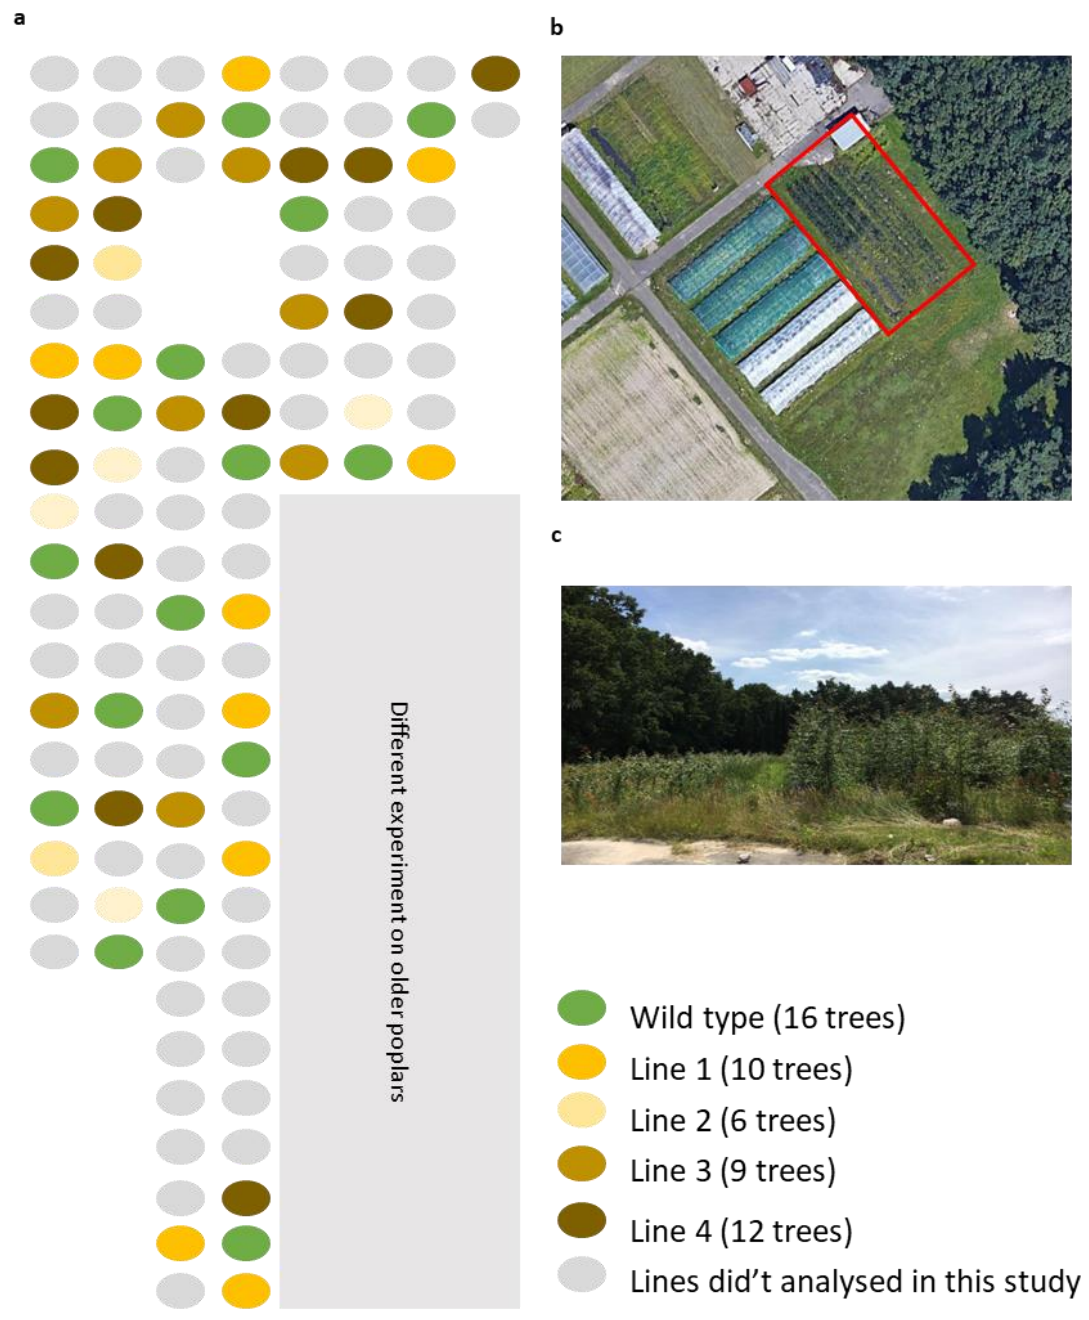 a
b
Different experiment on older poplars
c
Wild type (16 trees)
Line 1 (10 trees)
Line 2 (6 trees)
Line 3 (9 trees)
Line 4 (12 trees)
Lines did't analysed in this study